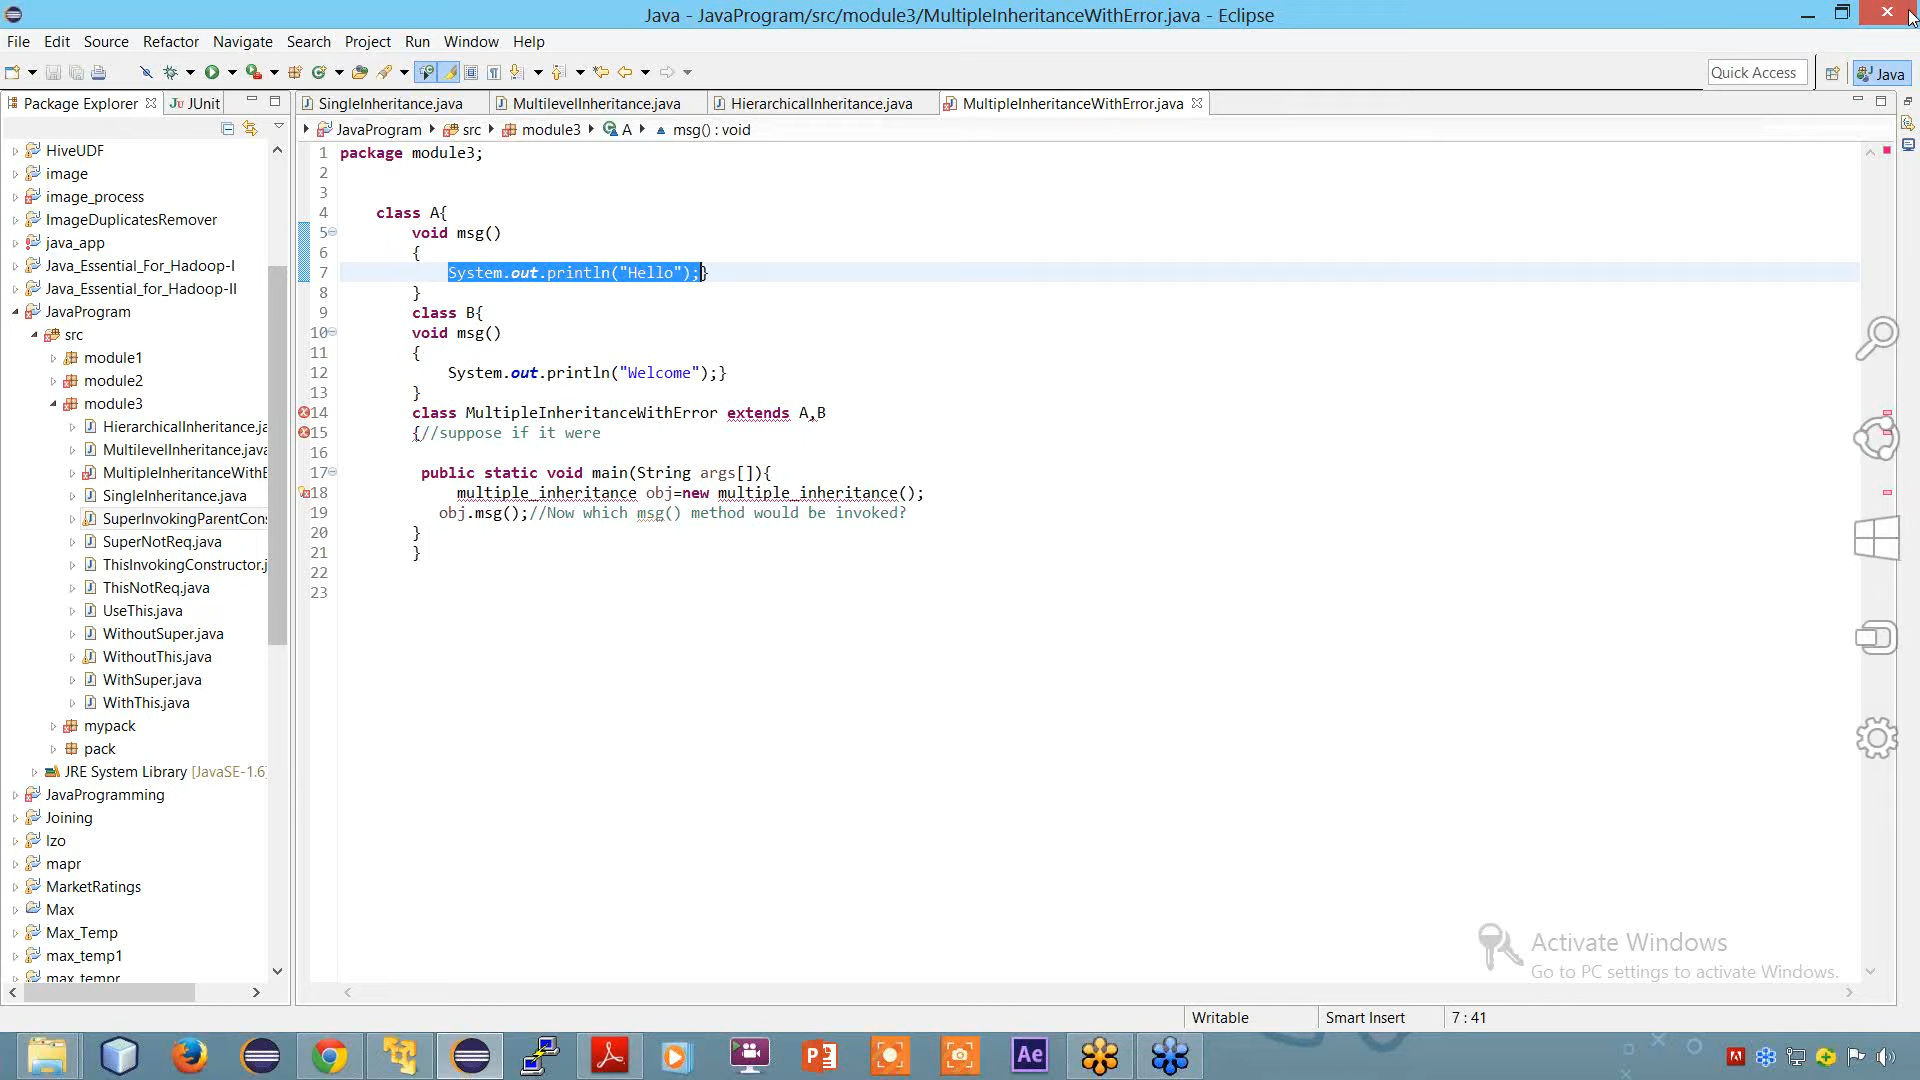 Java - JavaProgram/src/module3/MultipleInheritanceWithError.java - Eclipse
File Edit Source Refactor Navigate Search Project Run Window Help
Quick Access Java
Package Explorer JUnit SingleInheritance.java MultilevelInheritance.java HierarchicalInheritance.java MultipleInheritanceWithError.java
JavaProgram src module3 A msg() : void
HiveUDF
image
image_process
ImageDuplicatesRemover
java_app
Java_Essential_For_Hadoop-I
Java_Essential_for_Hadoop-II
JavaProgram
src
module1
module2
module3
HierarchicalInheritance.ja
MultilevelInheritance.java
MultipleInheritanceWithE
SingleInheritance.java
SuperInvokingParentCons
SuperNotReq.java
ThisInvokingConstructor.j
ThisNotReq.java
UseThis.java
WithoutSuper.java
WithoutThis.java
WithSuper.java
WithThis.java
mypack
pack
JRE System Library [JavaSE-1.6]
JavaProgramming
Joining
lzo
mapr
MarketRatings
Max
Max_Temp
max_temp1
max_tempr
1 package module3;
2
3
4 class A{
5 void msg()
6 {
7 System.out.println("Hello");}
8 }
9 class B{
10 void msg()
11 {
12 System.out.println("Welcome");}
13 }
14 class MultipleInheritanceWithError extends A,B
15 {//suppose if it were
16
17 public static void main(String args[]){
18 multiple_inheritance obj=new multiple_inheritance();
19 obj.msg();//Now which msg() method would be invoked?
20 }
21 }
22
23
Activate Windows
Go to PC settings to activate Windows.
Writable Smart Insert 7 : 41
Ae